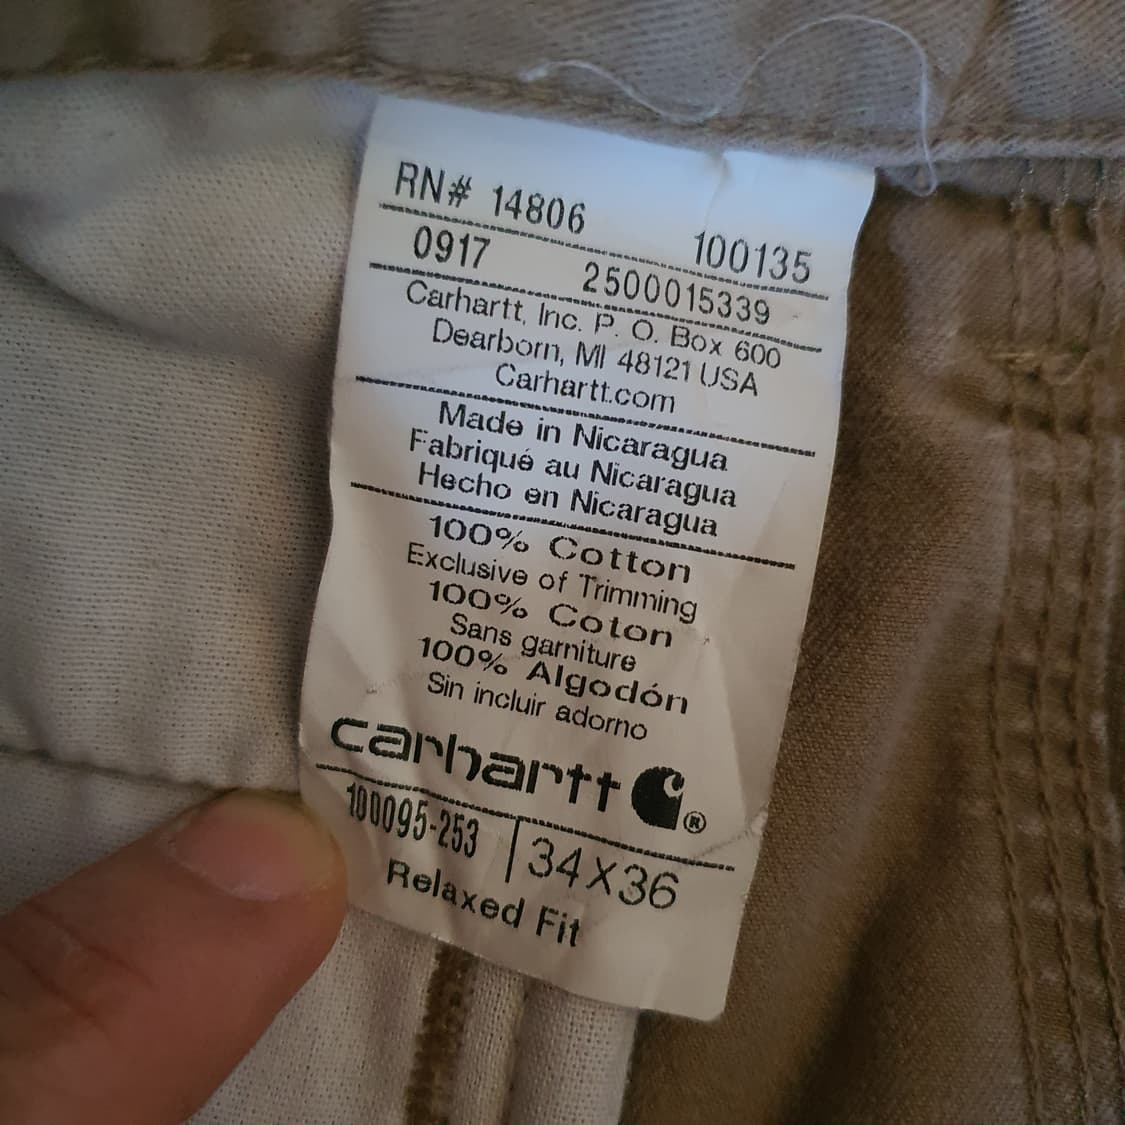 RN# 14806 100135
0917 2500015339
Carhartt, Inc. P. O. Box 600
Dearborn, MI 48121 USA
Carhartt.com
Made in Nicaragua
Fabriqué au Nicaragua
Hecho en Nicaragua
100% Cotton
Exclusive of Trimming
100% Coton
Sans garniture
100% Algodón
Sin incluir adorno
carhartt ®
100095-253 | 34X36
Relaxed Fit